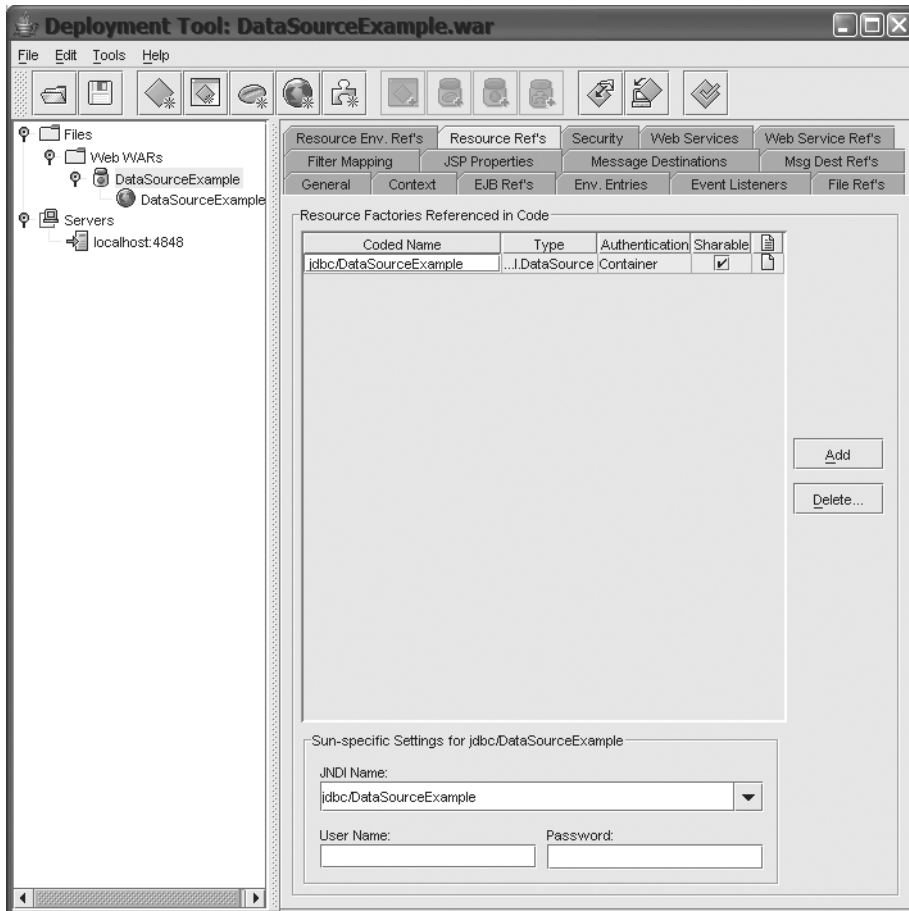 Deployment Tool: DataSourceExample.war
File Edit Tools Help
Files
Web WARs
DataSourceExample
DataSourceExample
Servers
localhost:4848
Resource Env. Ref's Resource Ref's Security Web Services Web Service Ref's
Filter Mapping JSP Properties Message Destinations Msg Dest Ref's
General Context EJB Ref's Env. Entries Event Listeners File Ref's
Resource Factories Referenced in Code
Coded Name Type Authentication Sharable
jdbc/DataSourceExample ...l.DataSource Container
Add
Delete...
Sun-specific Settings for jdbc/DataSourceExample
JNDI Name:
jdbc/DataSourceExample
User Name: Password: